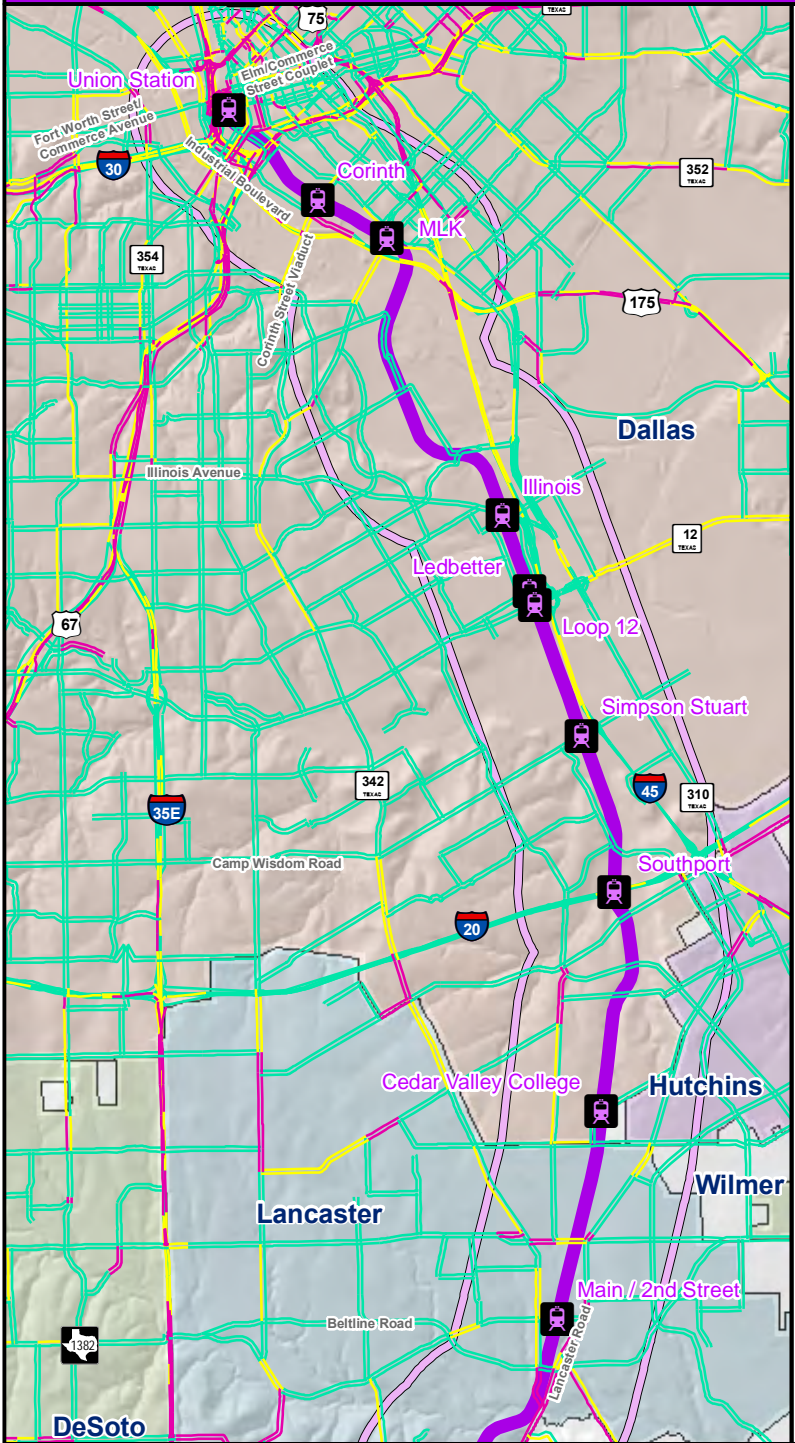 TEXAS
75
Elm/Commerce
Street Couplet
Union Station
Fort Worth Street/
Commerce Avenue
Industrial Boulevard
30
Corinth
352
TEXAS
MLK
354
TEXAS
Corinth Street Viaduct
175
Dallas
Illinois Avenue
Illinois
12
TEXAS
Ledbetter
67
Loop 12
Simpson Stuart
342
TEXAS
45
310
TEXAS
35E
Camp Wisdom Road
Southport
20
Cedar Valley College
Hutchins
Wilmer
Lancaster
Main / 2nd Street
Beltline Road
Lancaster Road
1382
DeSoto